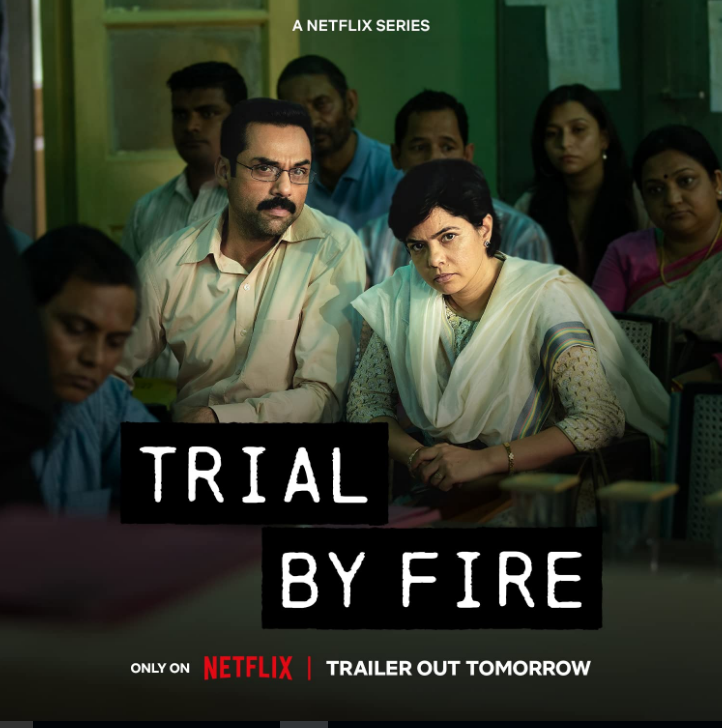 A NETFLIX SERIES
TRIAL
BY FIRE
ONLY ON NETFLIX | TRAILER OUT TOMORROW